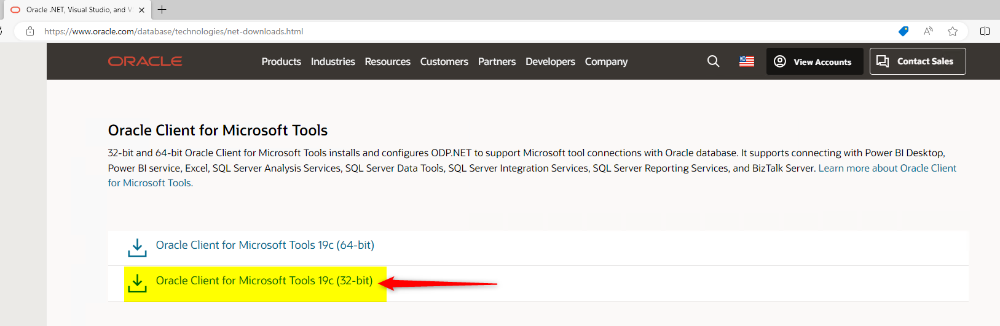 Oracle .NET, Visual Studio, and V
https://www.oracle.com/database/technologies/net-downloads.html
ORACLE
Products Industries Resources Customers Partners Developers Company
View Accounts
Contact Sales
Oracle Client for Microsoft Tools
32-bit and 64-bit Oracle Client for Microsoft Tools installs and configures ODP.NET to support Microsoft tool connections with Oracle database. It supports connecting with Power BI Desktop,
Power BI service, Excel, SQL Server Analysis Services, SQL Server Data Tools, SQL Server Integration Services, SQL Server Reporting Services, and BizTalk Server. Learn more about Oracle Client
for Microsoft Tools.
Oracle Client for Microsoft Tools 19c (64-bit)
Oracle Client for Microsoft Tools 19c (32-bit)